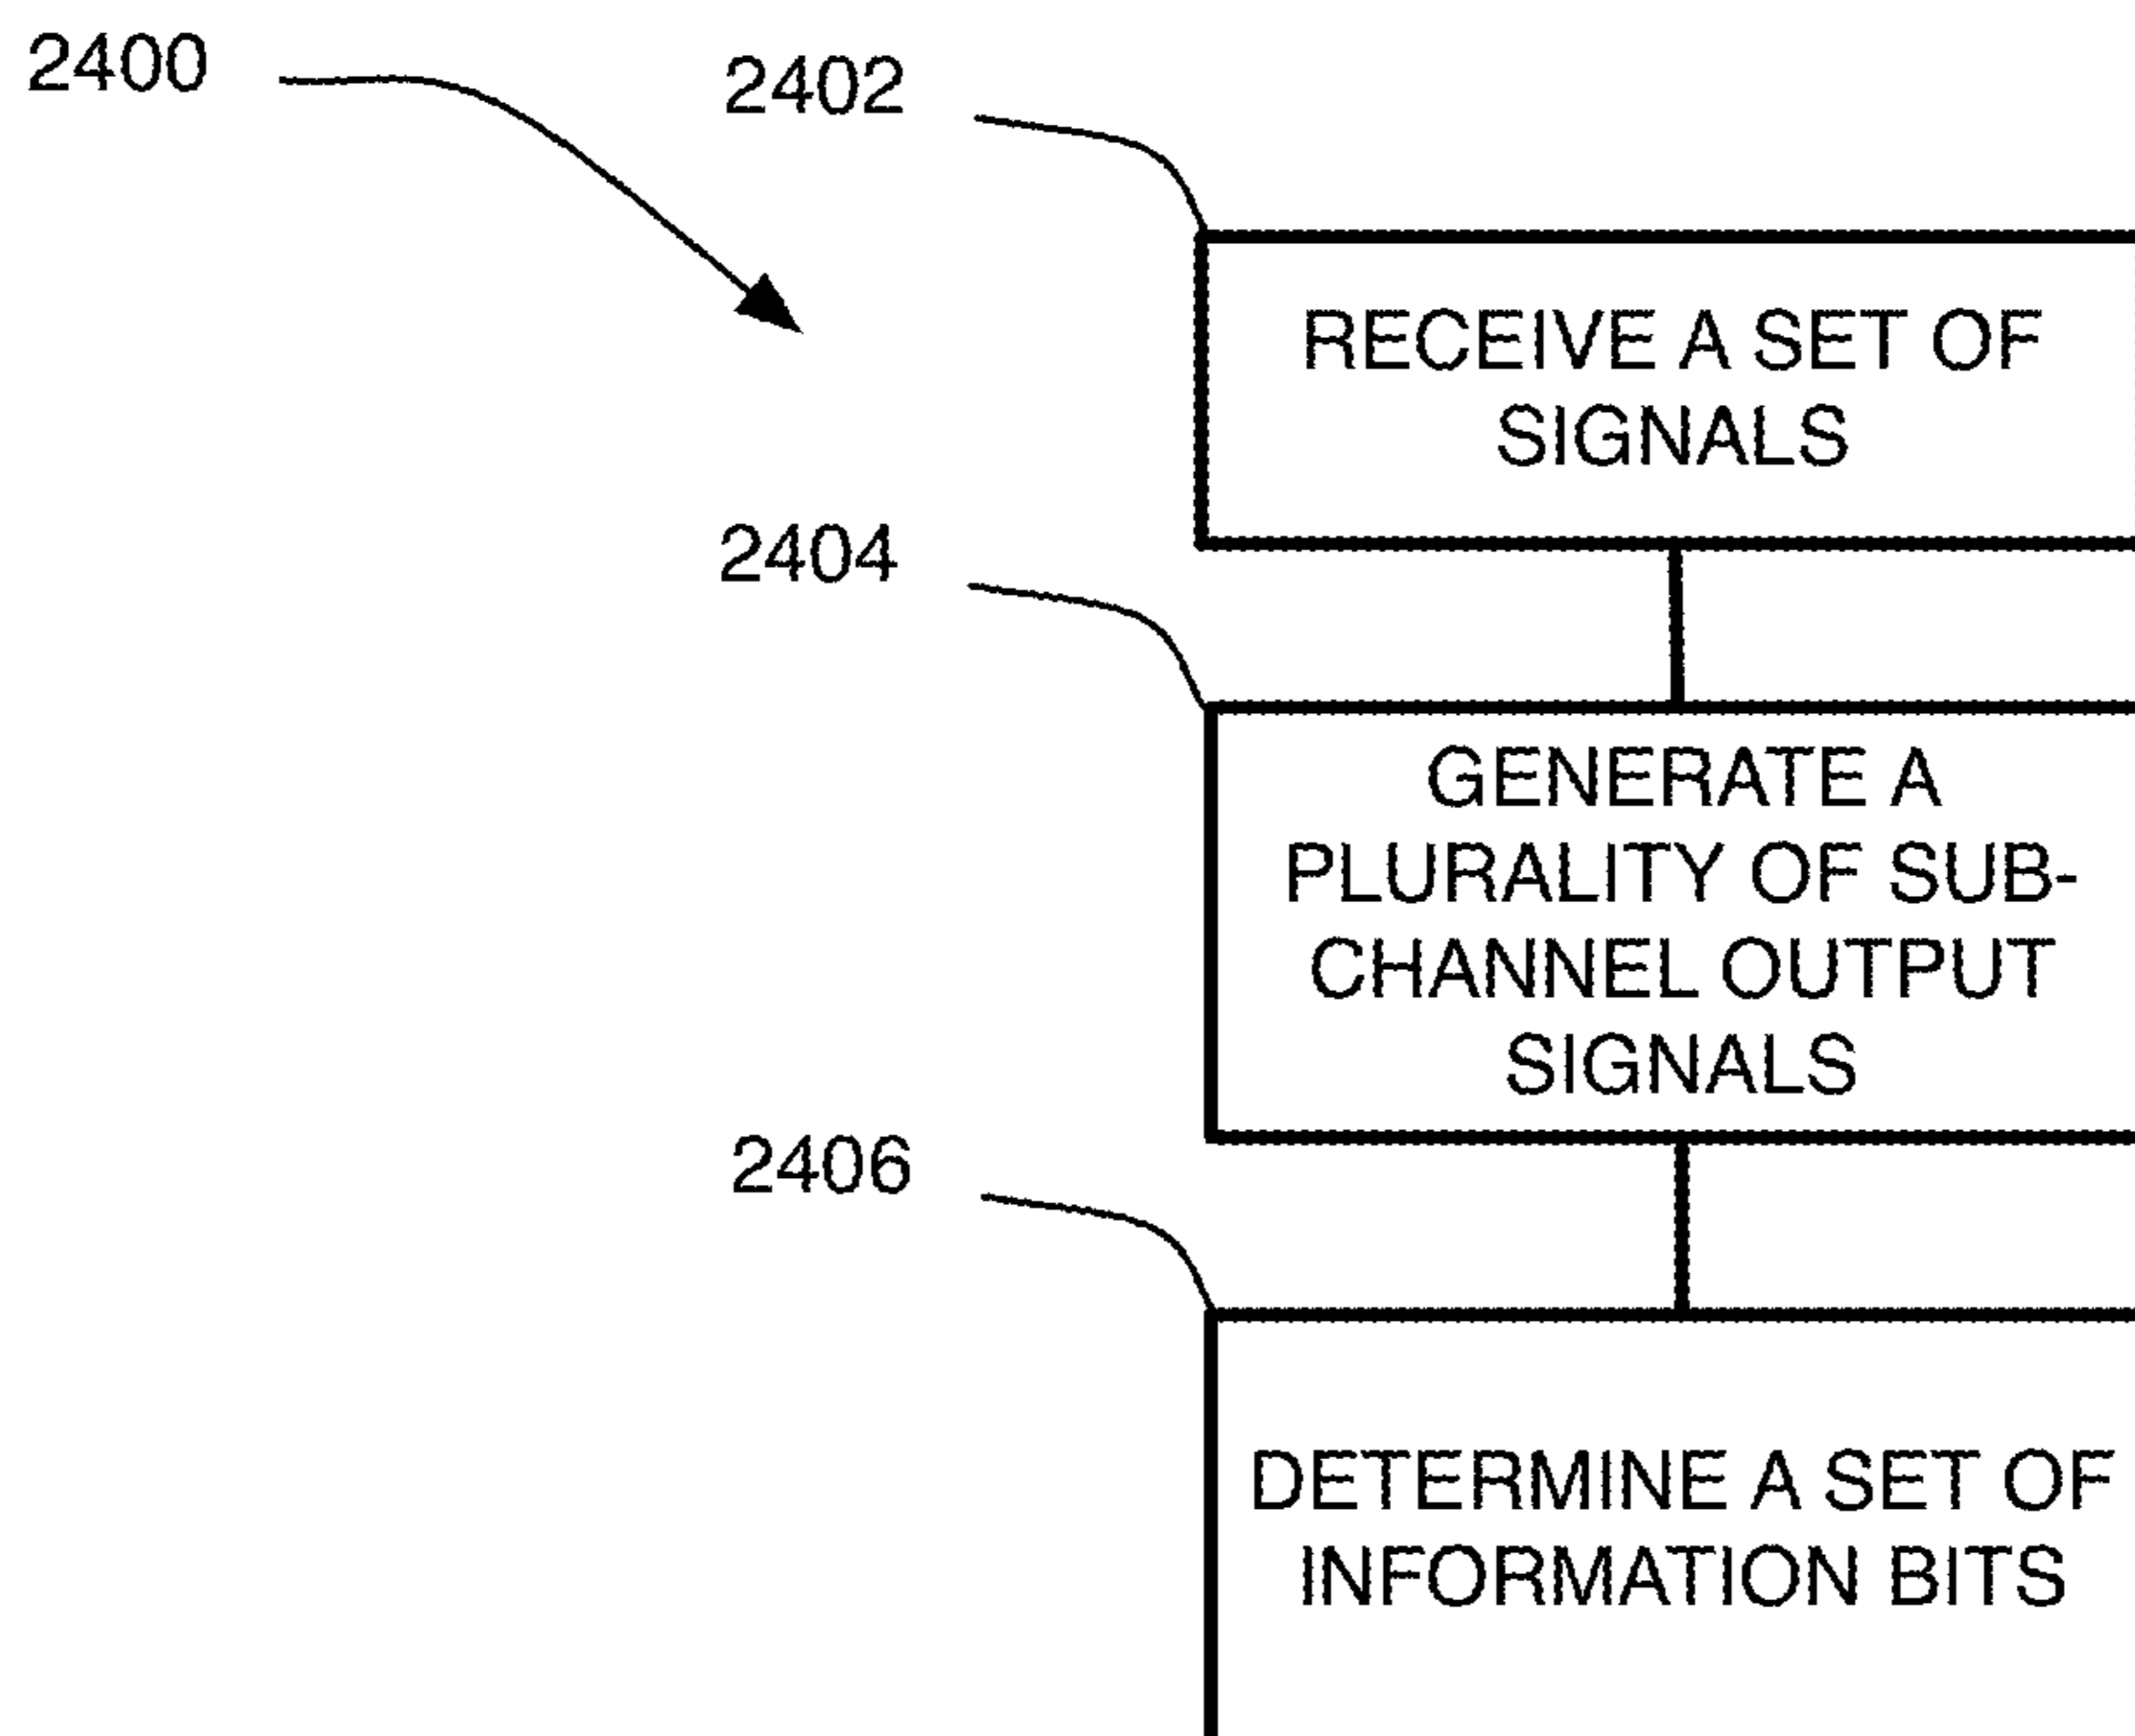 2400
2402
RECEIVE A SET OF
SIGNALS
2404
GENERATE A
PLURALITY OF SUB-
CHANNEL OUTPUT
SIGNALS
2406
DETERMINE A SET OF
INFORMATION BITS